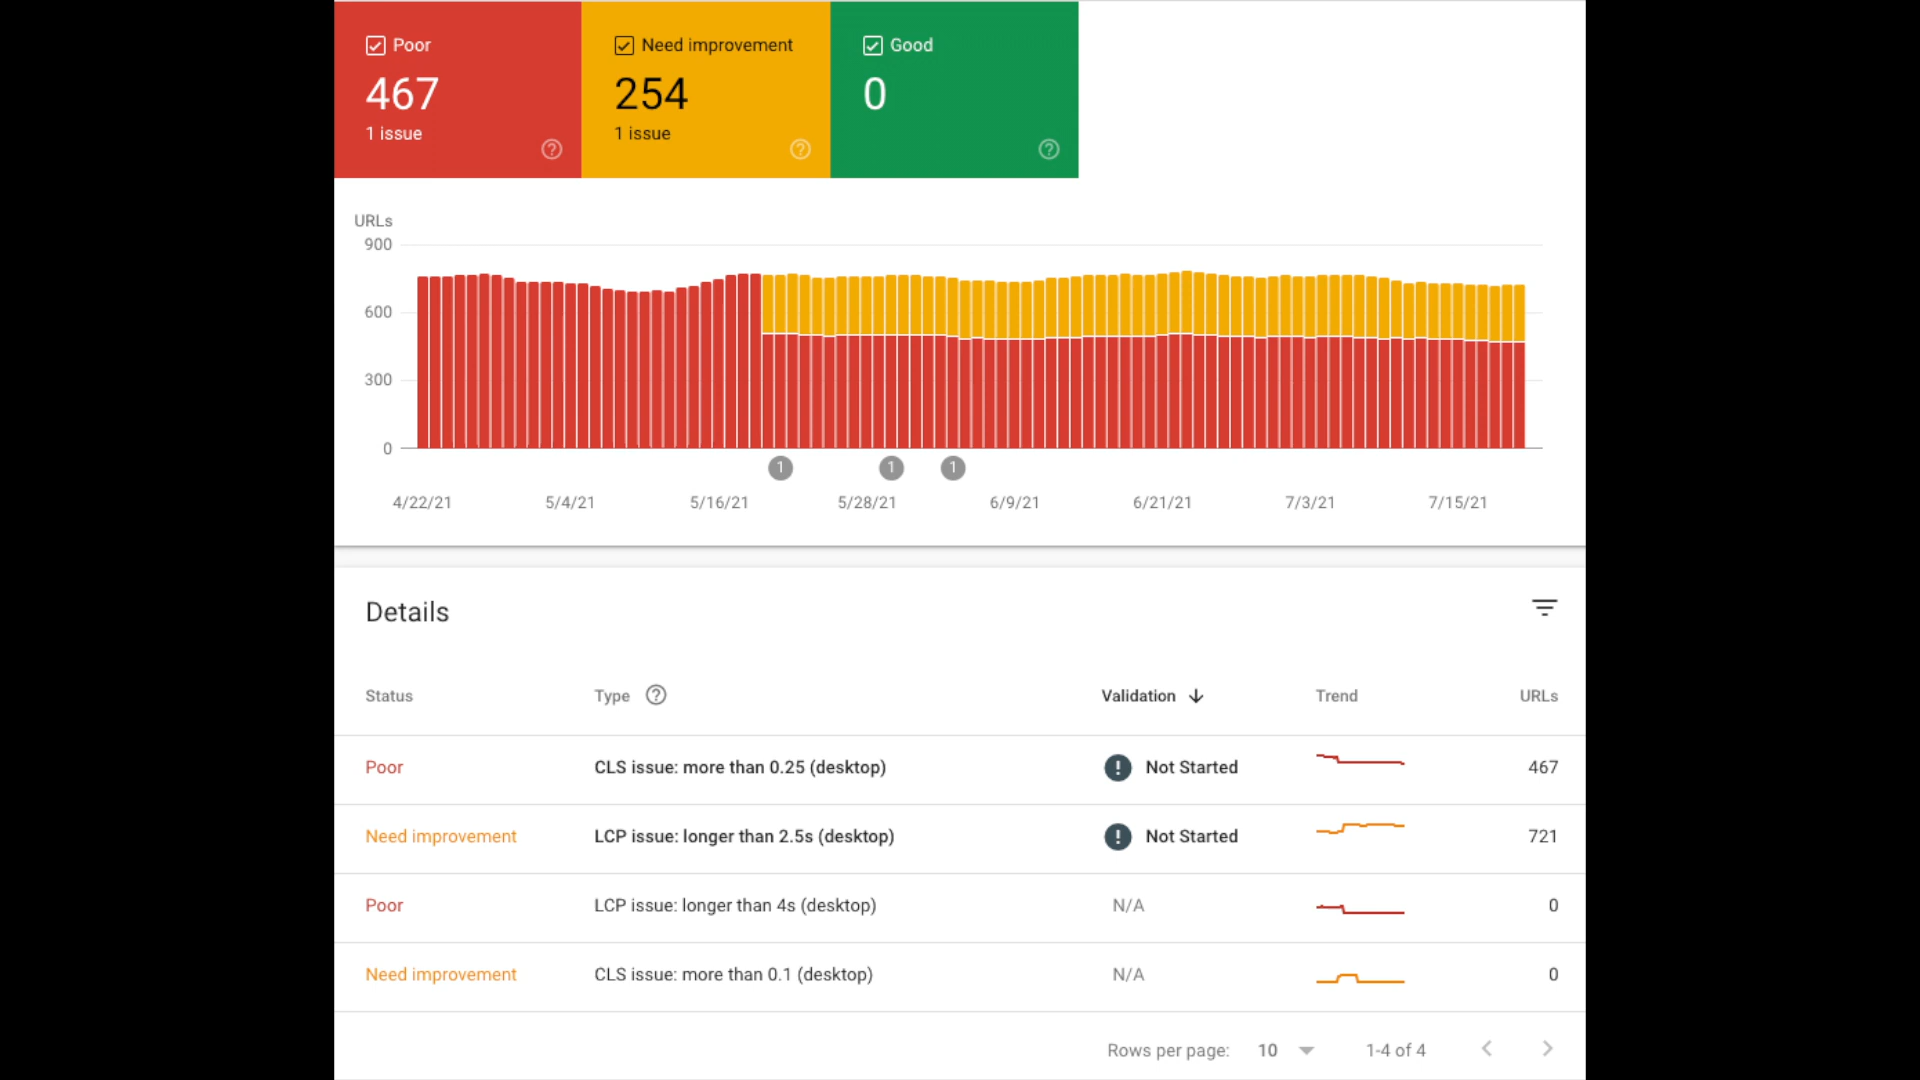 Poor
467
1 issue
Need improvement
254
1 issue
Good
0
URLs
900
600
300
0
1 1 1
4/22/21 5/4/21 5/16/21 5/28/21 6/9/21 6/21/21 7/3/21 7/15/21
Details
Status Type Validation Trend URLs
Poor CLS issue: more than 0.25 (desktop) Not Started 467
Need improvement LCP issue: longer than 2.5s (desktop) Not Started 721
Poor LCP issue: longer than 4s (desktop) N/A 0
Need improvement CLS issue: more than 0.1 (desktop) N/A 0
Rows per page: 10 1-4 of 4